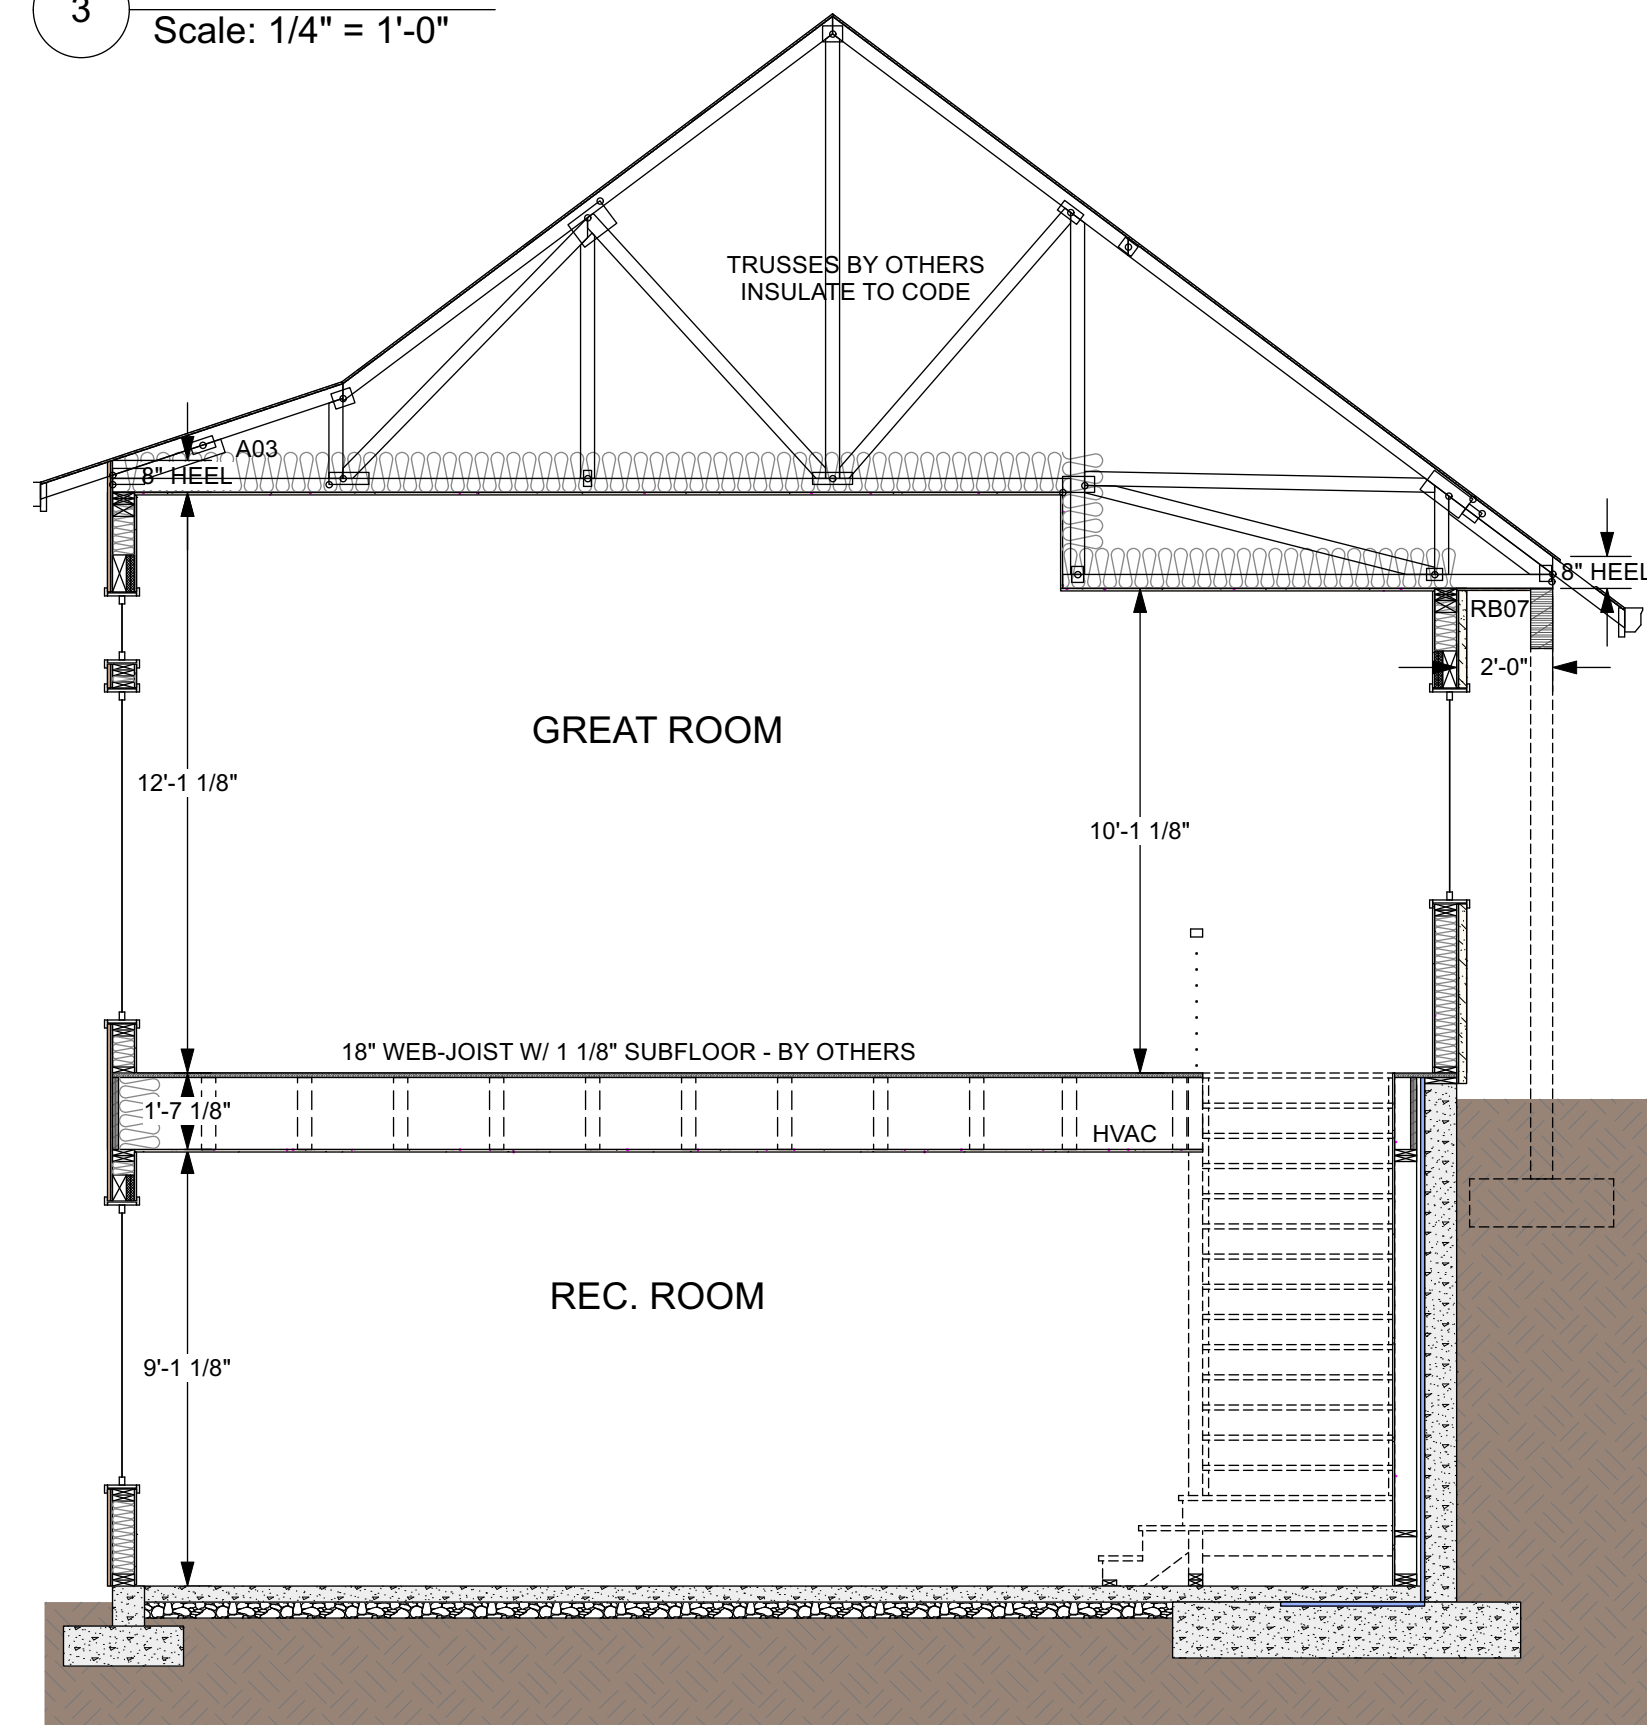 3
Scale: 1/4" = 1'-0"
TRUSSES BY OTHERS
INSULATE TO CODE
A03
8" HEEL
8" HEEL
RB07
2'-0"
GREAT ROOM
12'-1 1/8"
10'-1 1/8"
18" WEB-JOIST W/ 1 1/8" SUBFLOOR - BY OTHERS
1'-7 1/8"
HVAC
REC. ROOM
9'-1 1/8"